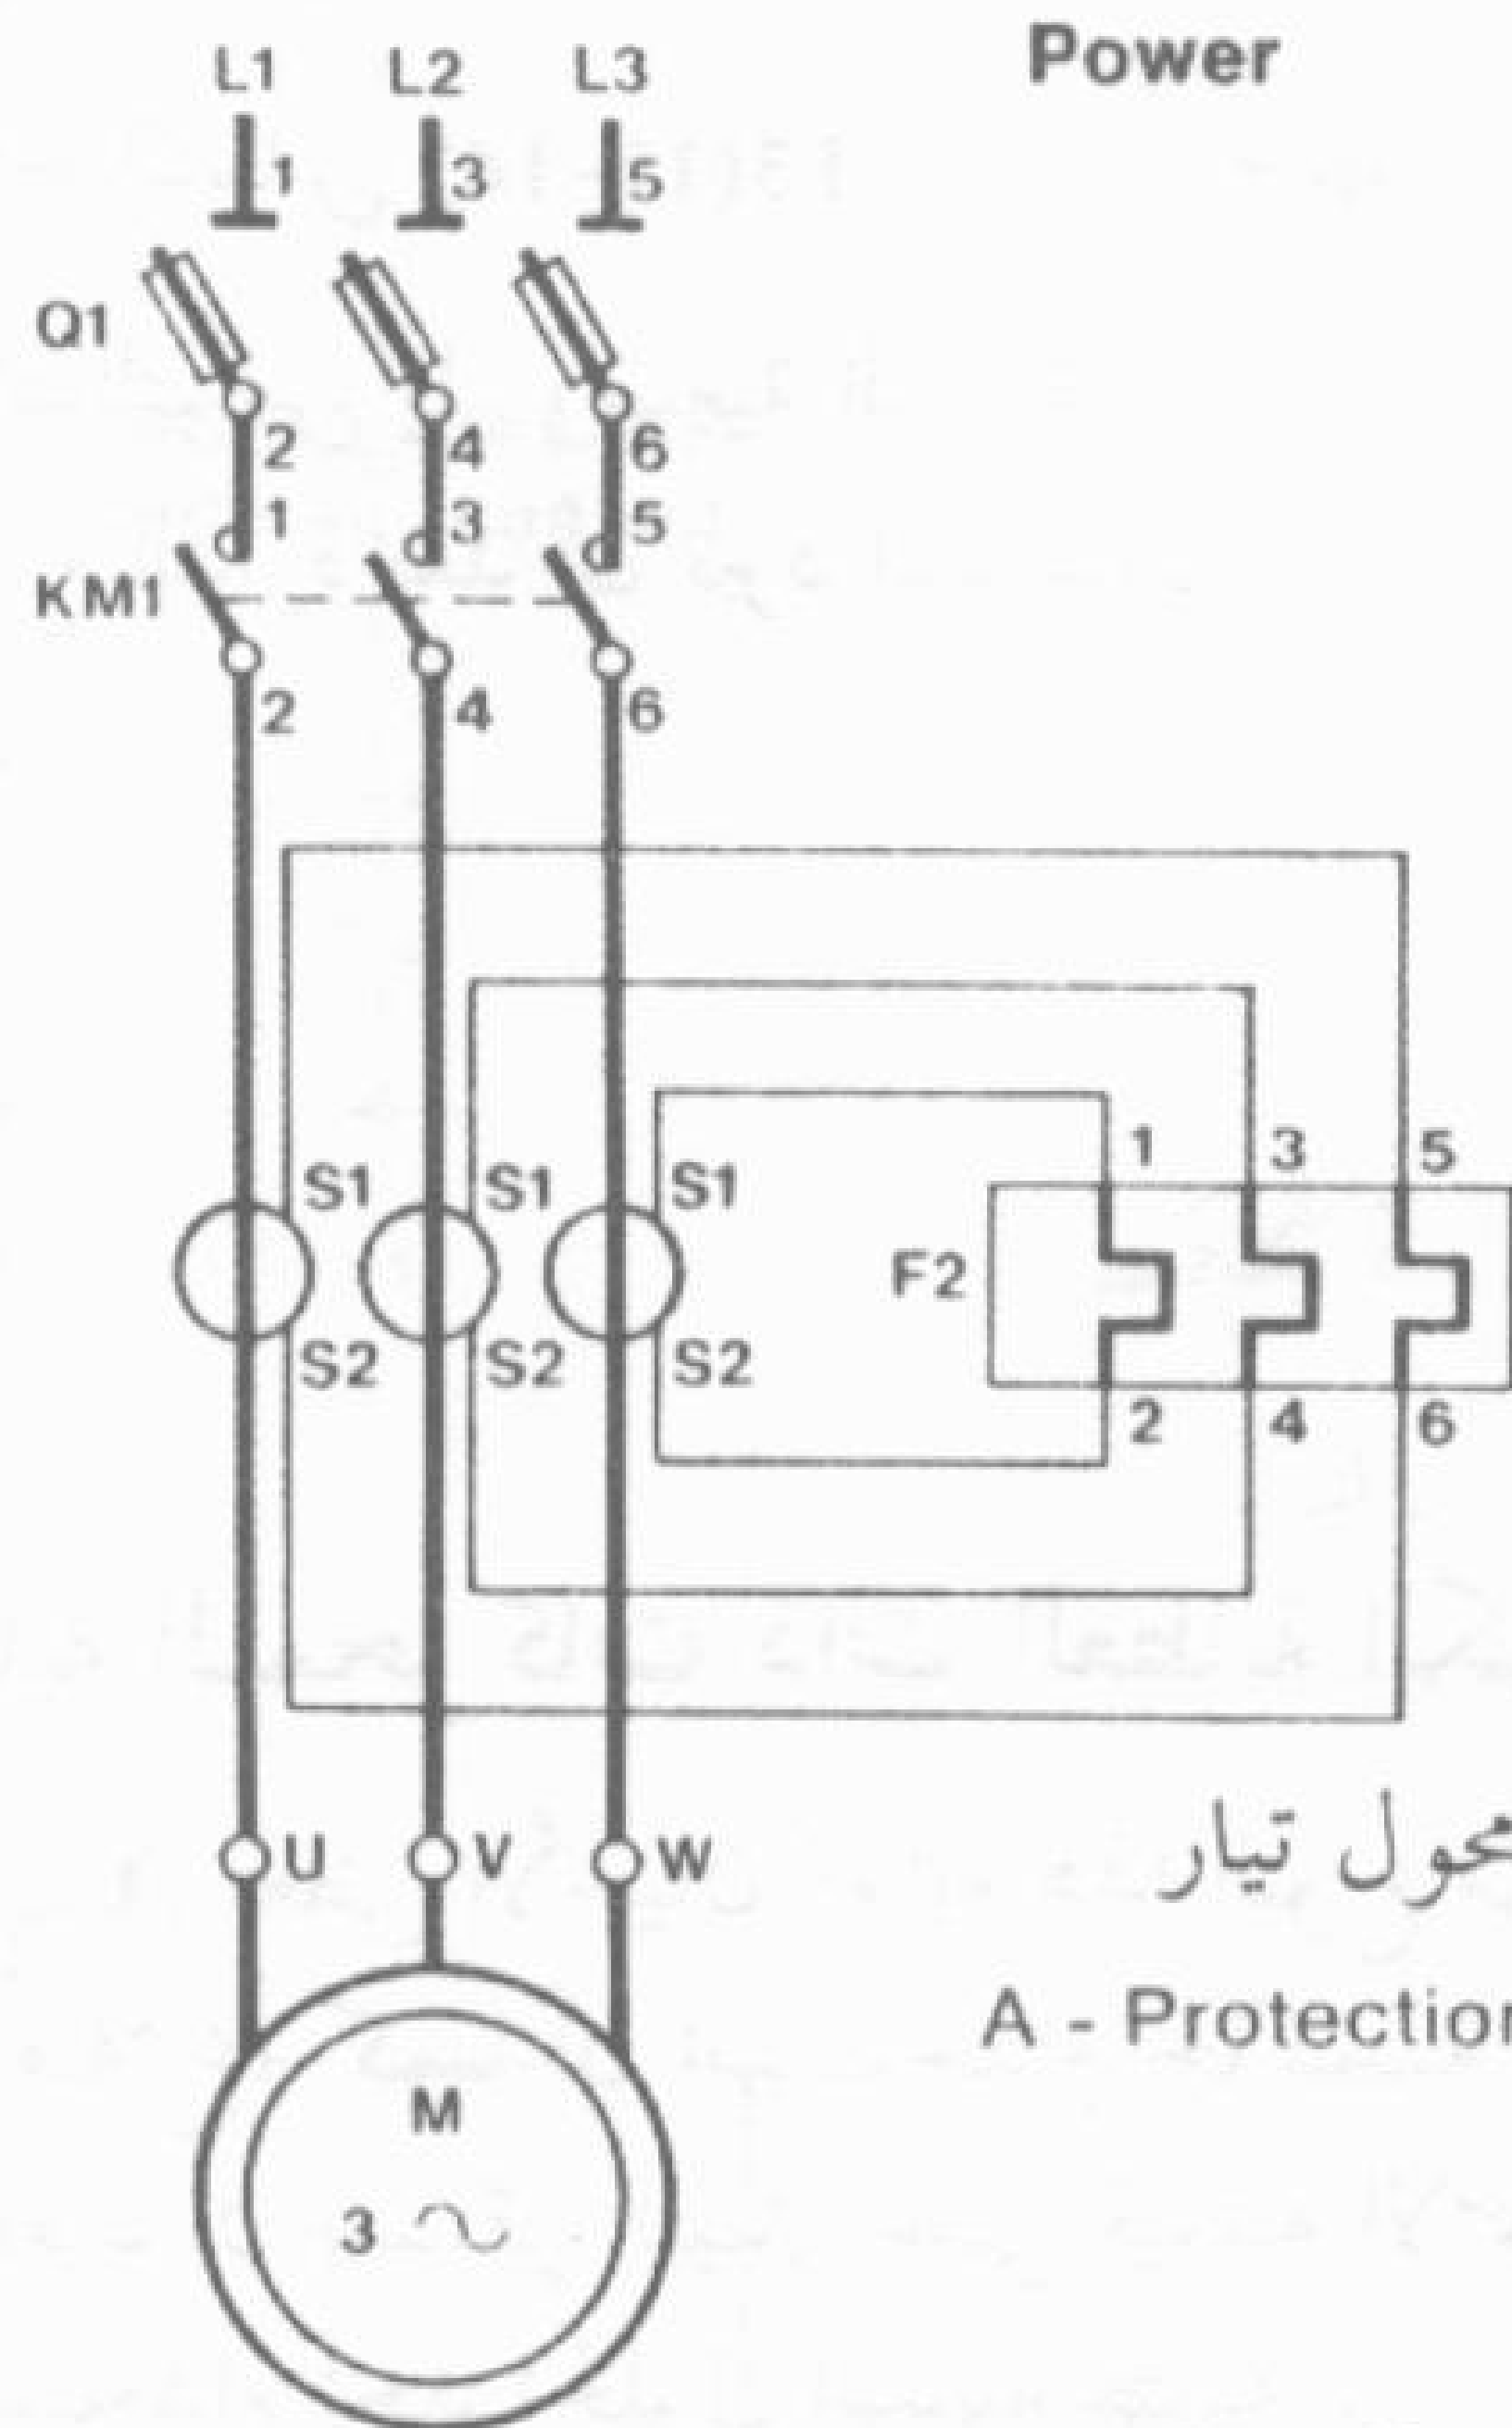 Power
L1 L2 L3
1 3 5
Q1
2 4 6
1 3 5
KM1
2 4 6
1 3 5
S1 S1 S1
F2
S2 S2 S2
2 4 6
U V W
محول تيار
A - Protection
M
3 ~